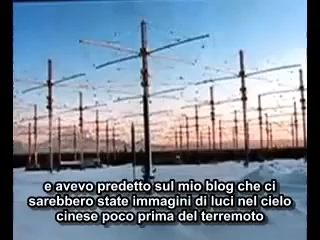 e avevo predetto sul mio blog che ci
sarebbero state immagini di luci nel cielo
cinese poco prima del terremoto